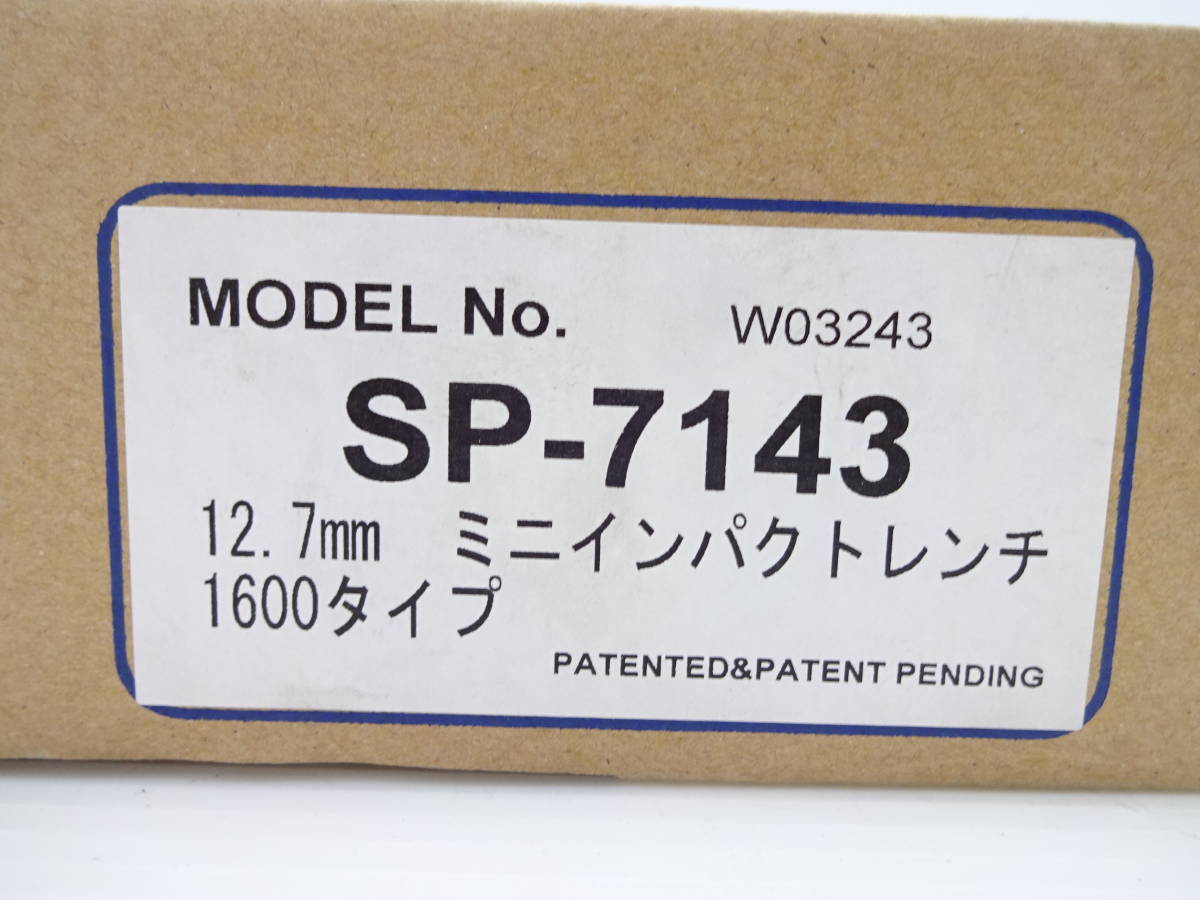 MODEL No. W03243
SP-7143
12.7mm ミニインパクトレンチ
1600タイプ
PATENTED&PATENT PENDING